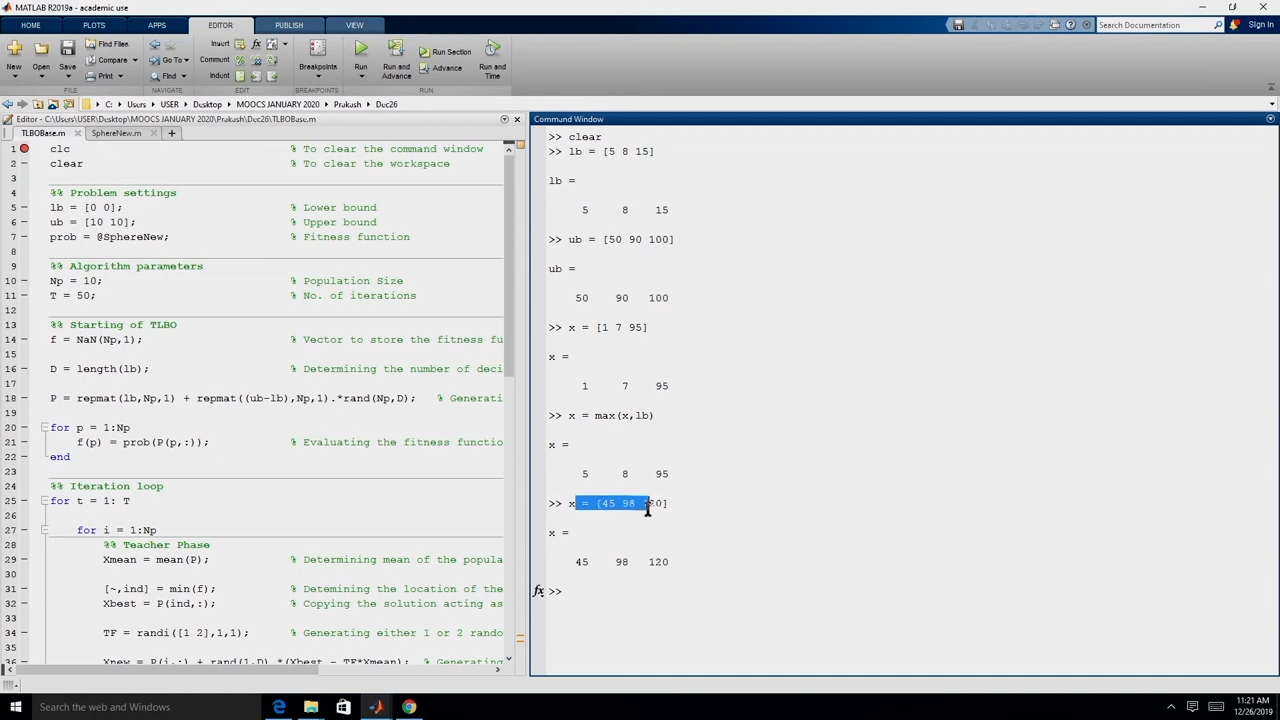 MATLAB R2019a - academic use
HOME PLOTS APPS EDITOR PUBLISH VIEW Search Documentation Sign In
New Open Save Find Files Compare Print Go To Find Insert Comment Indent Breakpoints Run Run and Advance Run Section Advance Run and Time
FILE NAVIGATE EDIT BREAKPOINTS RUN
C: Users USER Desktop MOOCS JANUARY 2020 Prakash Dec26
Editor - C:\Users\USER\Desktop\MOOCS JANUARY 2020\Prakash\Dec26\TLBOBase.m
TLBOBase.m SphereNew.m +
1 clc % To clear the command window
2 clear % To clear the workspace
3
4 %% Problem settings
5 lb = [0 0]; % Lower bound
6 ub = [10 10]; % Upper bound
7 prob = @SphereNew; % Fitness function
8
9 %% Algorithm parameters
10 Np = 10; % Population Size
11 T = 50; % No. of iterations
12
13 %% Starting of TLBO
14 f = NaN(Np,1); % Vector to store the fitness fu
15
16 D = length(lb); % Determining the number of deci
17
18 P = repmat(lb,Np,1) + repmat((ub-lb),Np,1).*rand(Np,D); % Generati
19
20 for p = 1:Np
21 f(p) = prob(P(p,:)); % Evaluating the fitness functio
22 end
23
24 %% Iteration loop
25 for t = 1: T
26
27 for i = 1:Np
28 %% Teacher Phase
29 Xmean = mean(P); % Determining mean of the popula
30
31 [~,ind] = min(f); % Detemining the location of the
32 Xbest = P(ind,:); % Copying the solution acting as
33
34 TF = randi([1 2],1,1); % Generating either 1 or 2 rando
35
36 Xnew = P(i,:) + rand(1,D).*(Xbest - TF*Xmean); % Generating
Command Window
>> clear
>> lb = [5 8 15]
lb =
5 8 15
>> ub = [50 90 100]
ub =
50 90 100
>> x = [1 7 95]
x =
1 7 95
>> x = max(x,lb)
x =
5 8 95
>> x = [45 98 120]
x =
45 98 120
fx >>
Search the web and Windows
11:21 AM
12/26/2019